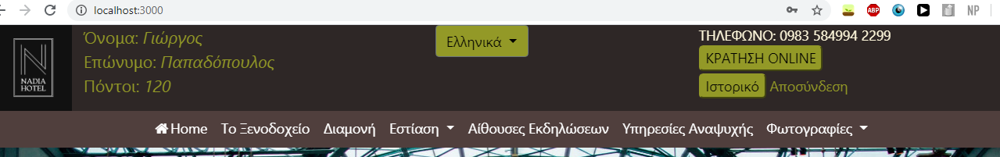 localhost:3000
ABP
NP
NADIA
HOTEL
Όνομα: Γιώργος
Επώνυμο: Παπαδόπουλος
Πόντοι: 120
Ελληνικά
ΤΗΛΕΦΩΝΟ: 0983 584994 2299
ΚΡΑΤΗΣΗ ONLINE
Ιστορικό Αποσύνδεση
Home Το Ξενοδοχείο Διαμονή Εστίαση Αίθουσες Εκδηλώσεων Υπηρεσίες Αναψυχής Φωτογραφίες